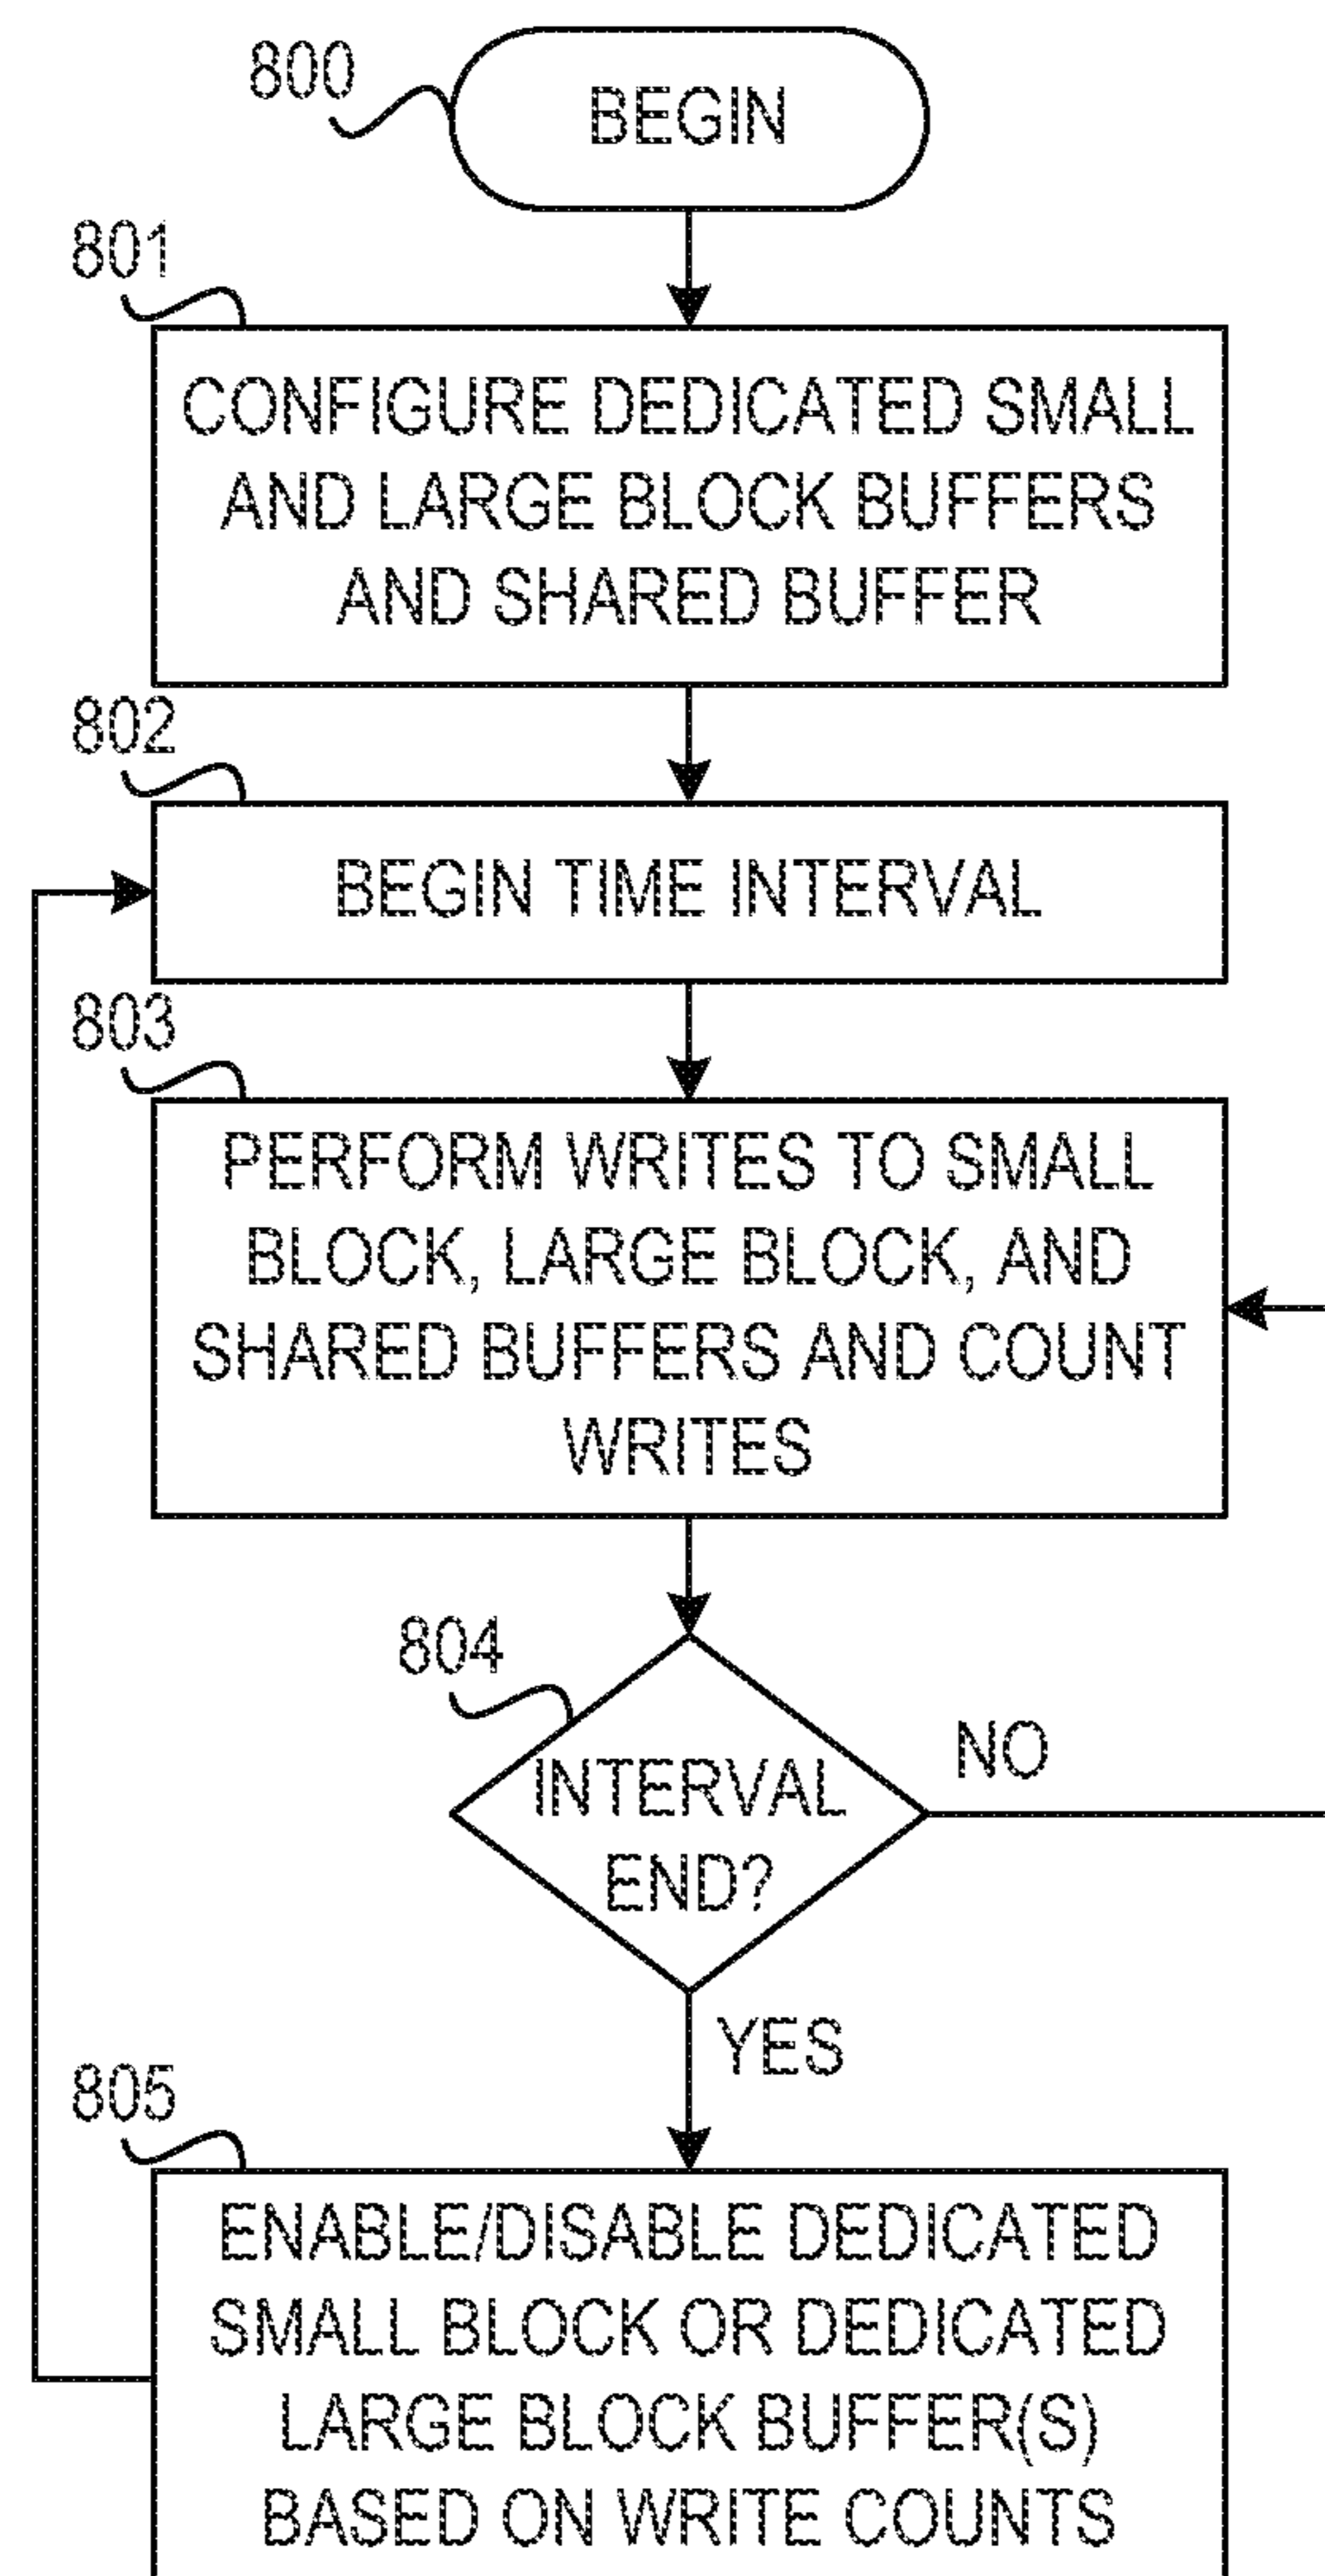 800
BEGIN
801
CONFIGURE DEDICATED SMALL
AND LARGE BLOCK BUFFERS
AND SHARED BUFFER
802
BEGIN TIME INTERVAL
803
PERFORM WRITES TO SMALL
BLOCK, LARGE BLOCK, AND
SHARED BUFFERS AND COUNT
WRITES
804
INTERVAL
END?
NO
YES
805
ENABLE/DISABLE DEDICATED
SMALL BLOCK OR DEDICATED
LARGE BLOCK BUFFER(S)
BASED ON WRITE COUNTS